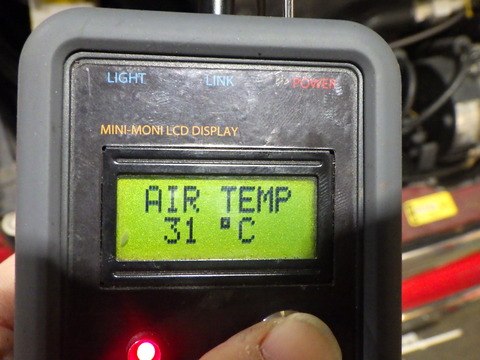 LIGHT LINK POWER
MINI-MONI LCD DISPLAY
AIR TEMP
31 °C